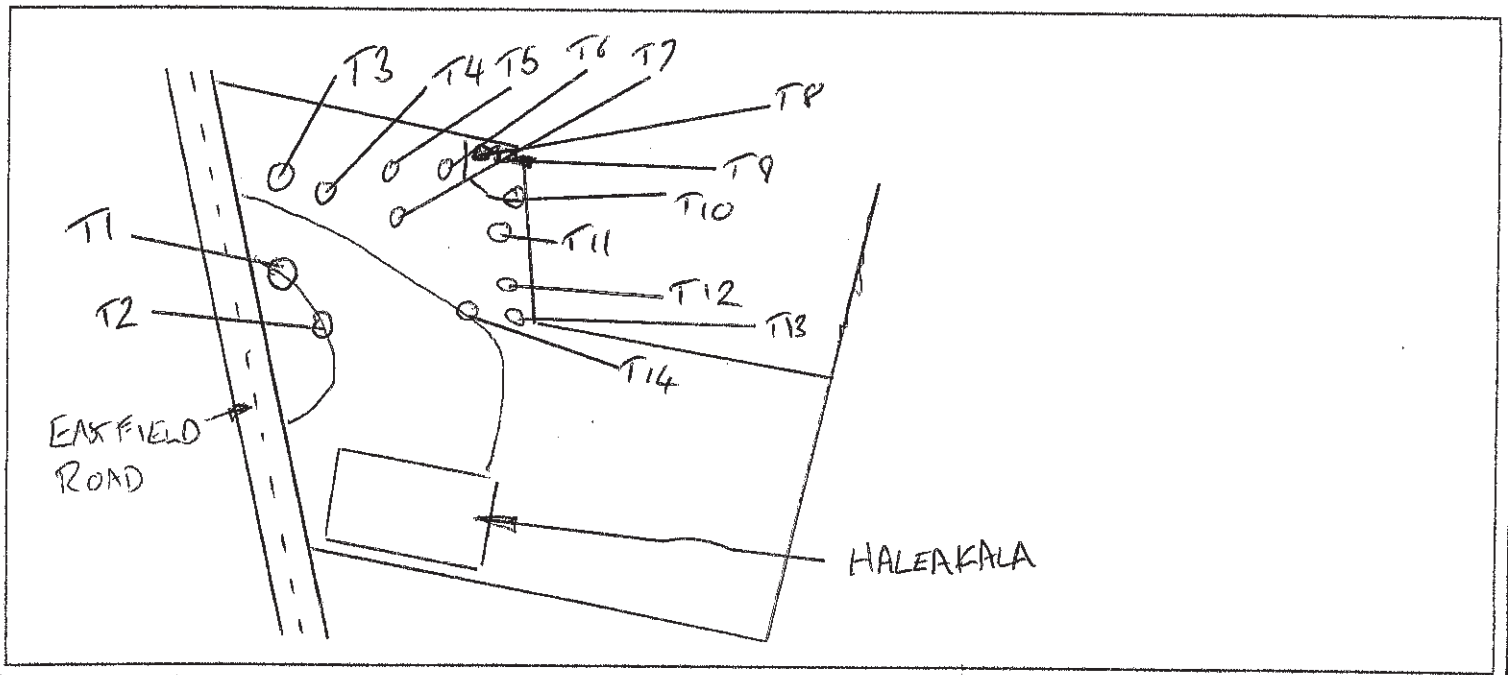 T3
T4
T5
T6
T7
T8
T9
T10
T1
T11
T12
T2
T13
T14
EASTFIELD
ROAD
HALEAKALA